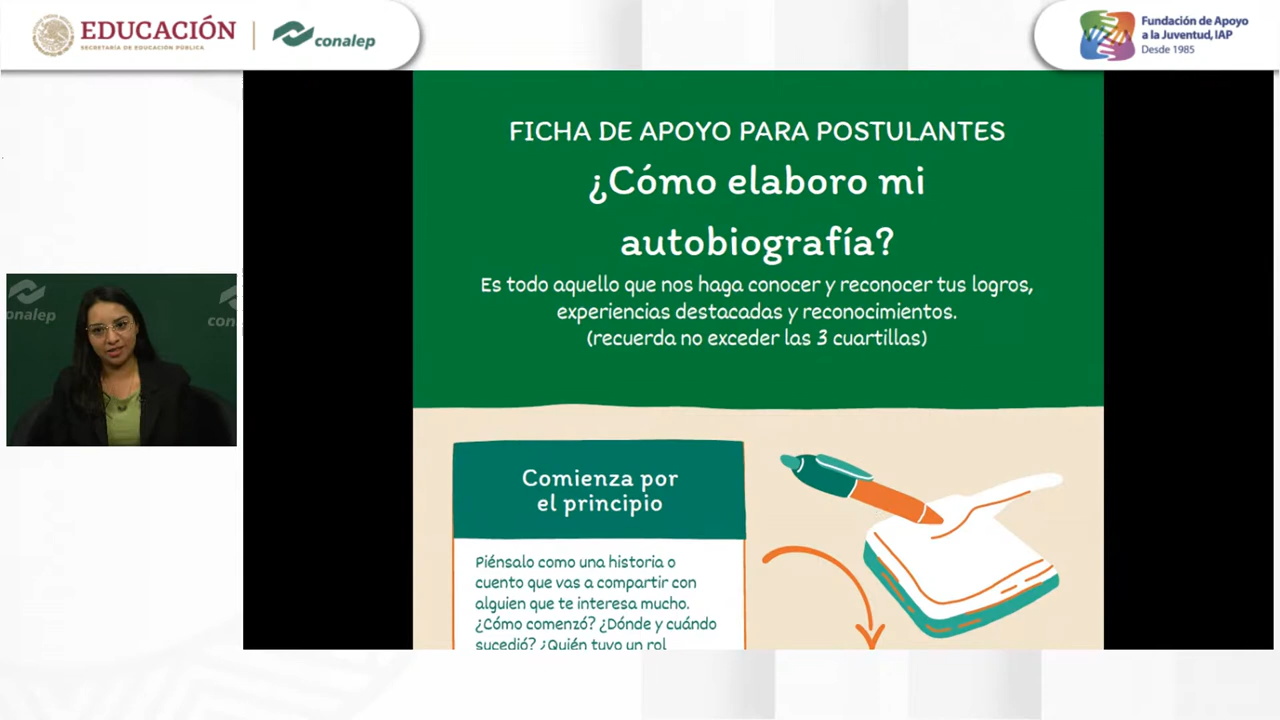 EDUCACIÓN
SECRETARÍA DE EDUCACIÓN PÚBLICA
conalep
Fundación de Apoyo
a la Juventud, IAP
Desde 1985
FICHA DE APOYO PARA POSTULANTES
¿Cómo elaboro mi
autobiografía?
Es todo aquello que nos haga conocer y reconocer tus logros,
experiencias destacadas y reconocimientos.
(recuerda no exceder las 3 cuartillas)
onalep
con
Comienza por
el principio
Piénsalo como una historia o
cuento que vas a compartir con
alguien que te interesa mucho.
¿Cómo comenzó? ¿Dónde y cuándo
sucedió? ¿Quién tuvo un rol